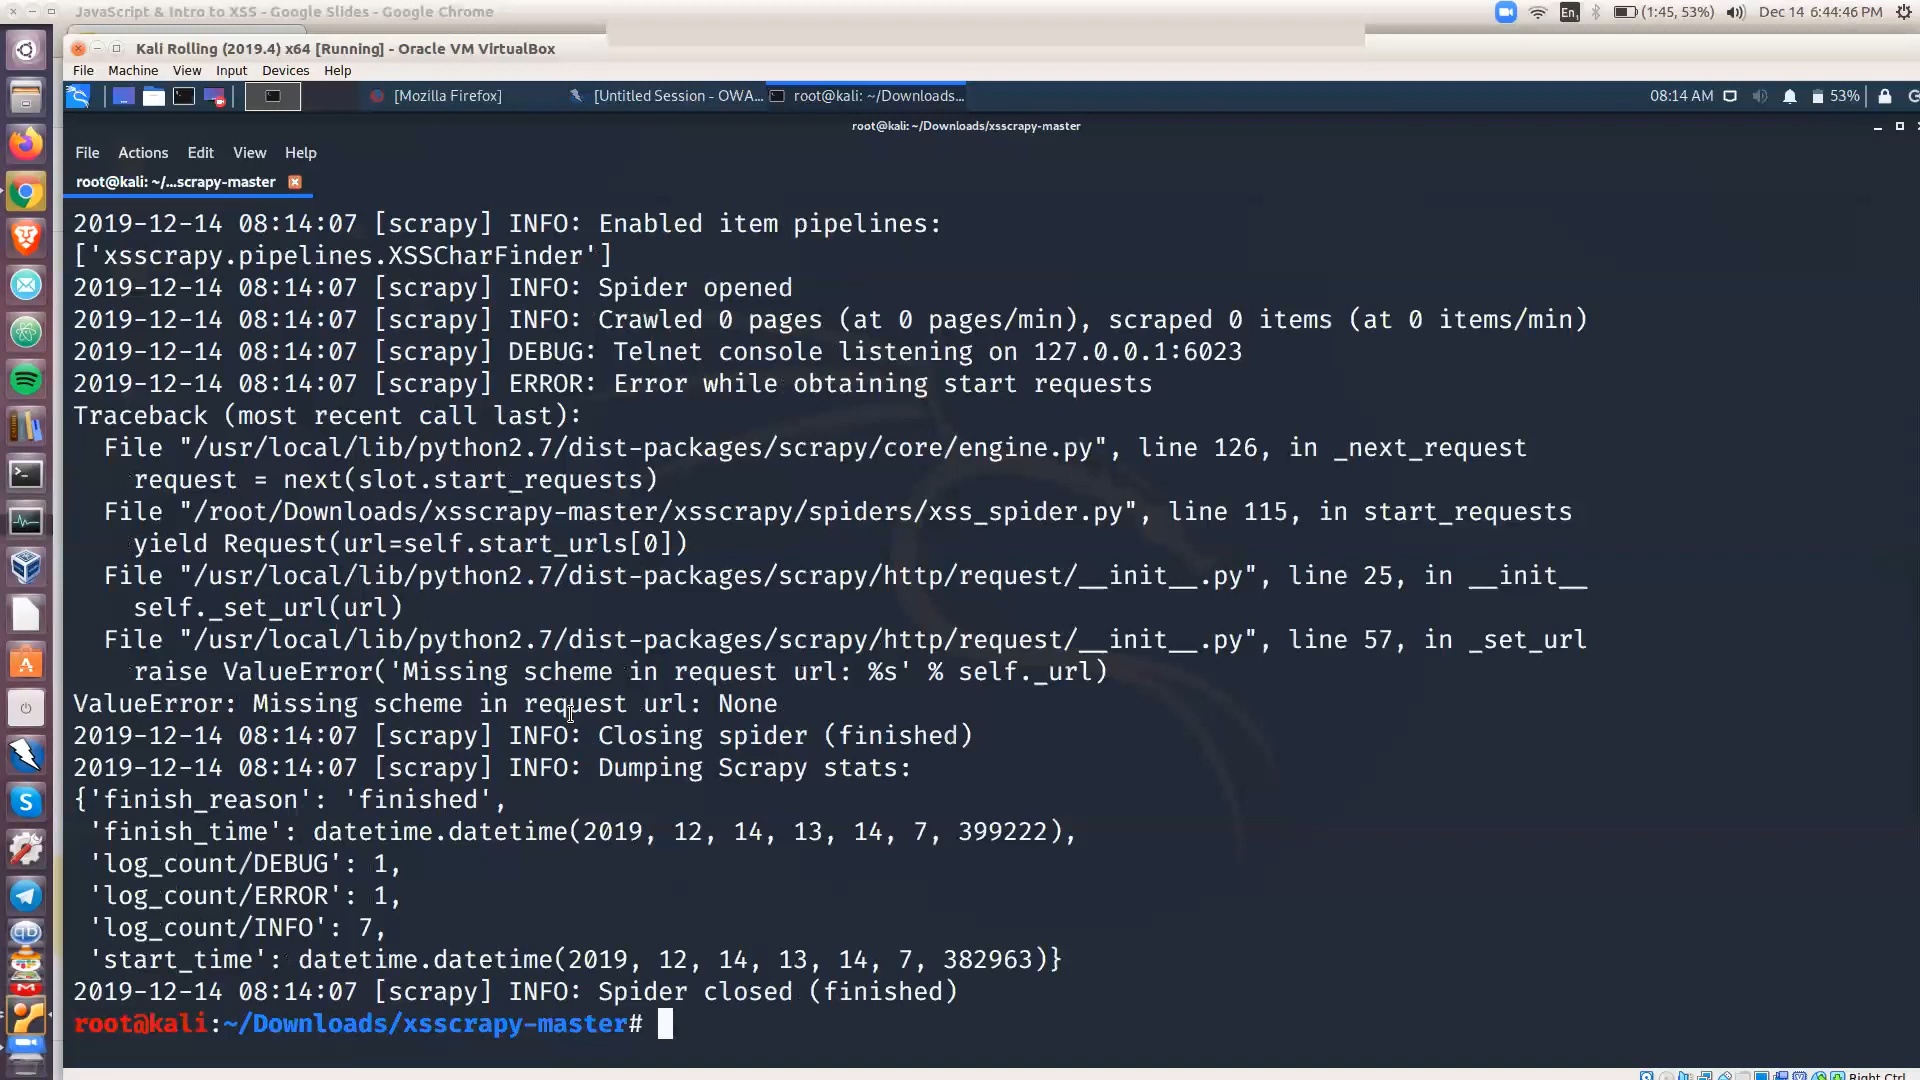 JavaScript & Intro to XSS - Google Slides - Google Chrome
En1
(1:45, 53%)
Dec 14 6:44:46 PM
Kali Rolling (2019.4) x64 [Running] - Oracle VM VirtualBox
File Machine View Input Devices Help
[Mozilla Firefox]
[Untitled Session - OWA...
root@kali: ~/Downloads...
08:14 AM
53%
root@kali: ~/Downloads/xsscrapy-master
File Actions Edit View Help
root@kali: ~/...scrapy-master
2019-12-14 08:14:07 [scrapy] INFO: Enabled item pipelines:
['xsscrapy.pipelines.XSSCharFinder']
2019-12-14 08:14:07 [scrapy] INFO: Spider opened
2019-12-14 08:14:07 [scrapy] INFO: Crawled 0 pages (at 0 pages/min), scraped 0 items (at 0 items/min)
2019-12-14 08:14:07 [scrapy] DEBUG: Telnet console listening on 127.0.0.1:6023
2019-12-14 08:14:07 [scrapy] ERROR: Error while obtaining start requests
Traceback (most recent call last):
File "/usr/local/lib/python2.7/dist-packages/scrapy/core/engine.py", line 126, in _next_request
request = next(slot.start_requests)
File "/root/Downloads/xsscrapy-master/xsscrapy/spiders/xss_spider.py", line 115, in start_requests
yield Request(url=self.start_urls[0])
File "/usr/local/lib/python2.7/dist-packages/scrapy/http/request/__init__.py", line 25, in __init__
self._set_url(url)
File "/usr/local/lib/python2.7/dist-packages/scrapy/http/request/__init__.py", line 57, in _set_url
raise ValueError('Missing scheme in request url: %s' % self._url)
ValueError: Missing scheme in request url: None
2019-12-14 08:14:07 [scrapy] INFO: Closing spider (finished)
2019-12-14 08:14:07 [scrapy] INFO: Dumping Scrapy stats:
{'finish_reason': 'finished',
'finish_time': datetime.datetime(2019, 12, 14, 13, 14, 7, 399222),
'log_count/DEBUG': 1,
'log_count/ERROR': 1,
'log_count/INFO': 7,
'start_time': datetime.datetime(2019, 12, 14, 13, 14, 7, 382963)}
2019-12-14 08:14:07 [scrapy] INFO: Spider closed (finished)
root@kali:~/Downloads/xsscrapy-master#
Right Ctrl